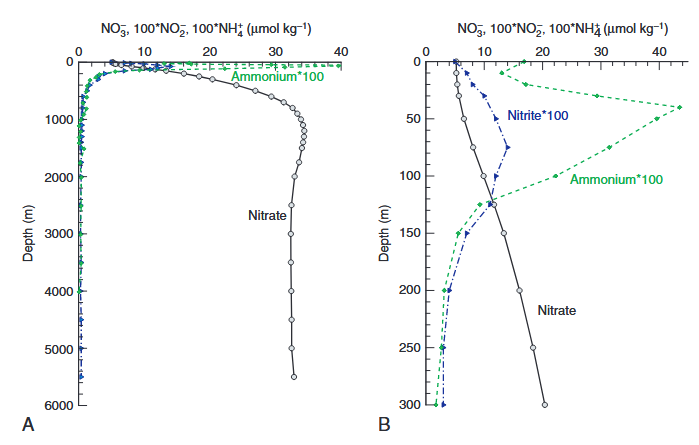 NO₃⁻, 100*NO₂⁻, 100*NH₄⁺ (μmol kg⁻¹)
0 10 20 30 40
0
1000
2000
3000
4000
5000
6000
Depth (m)
Ammonium*100
Nitrate
A
NO₃⁻, 100*NO₂⁻, 100*NH₄⁺ (μmol kg⁻¹)
0 10 20 30 40
0
50
100
150
200
250
300
Depth (m)
Nitrite*100
Ammonium*100
Nitrate
B